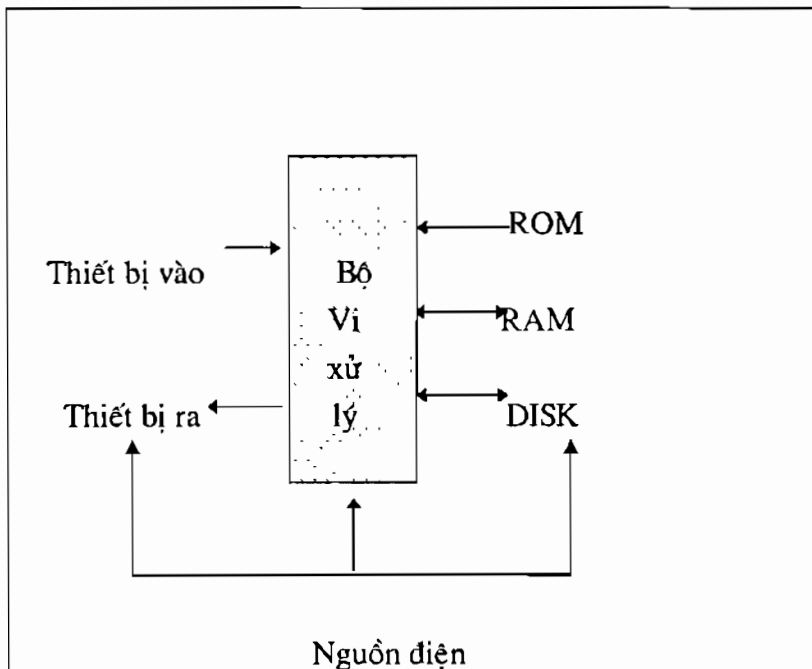 ROM
Thiết bị vào
Bộ
Vi
RAM
xử
Thiết bị ra
lý
DISK
Nguồn điện